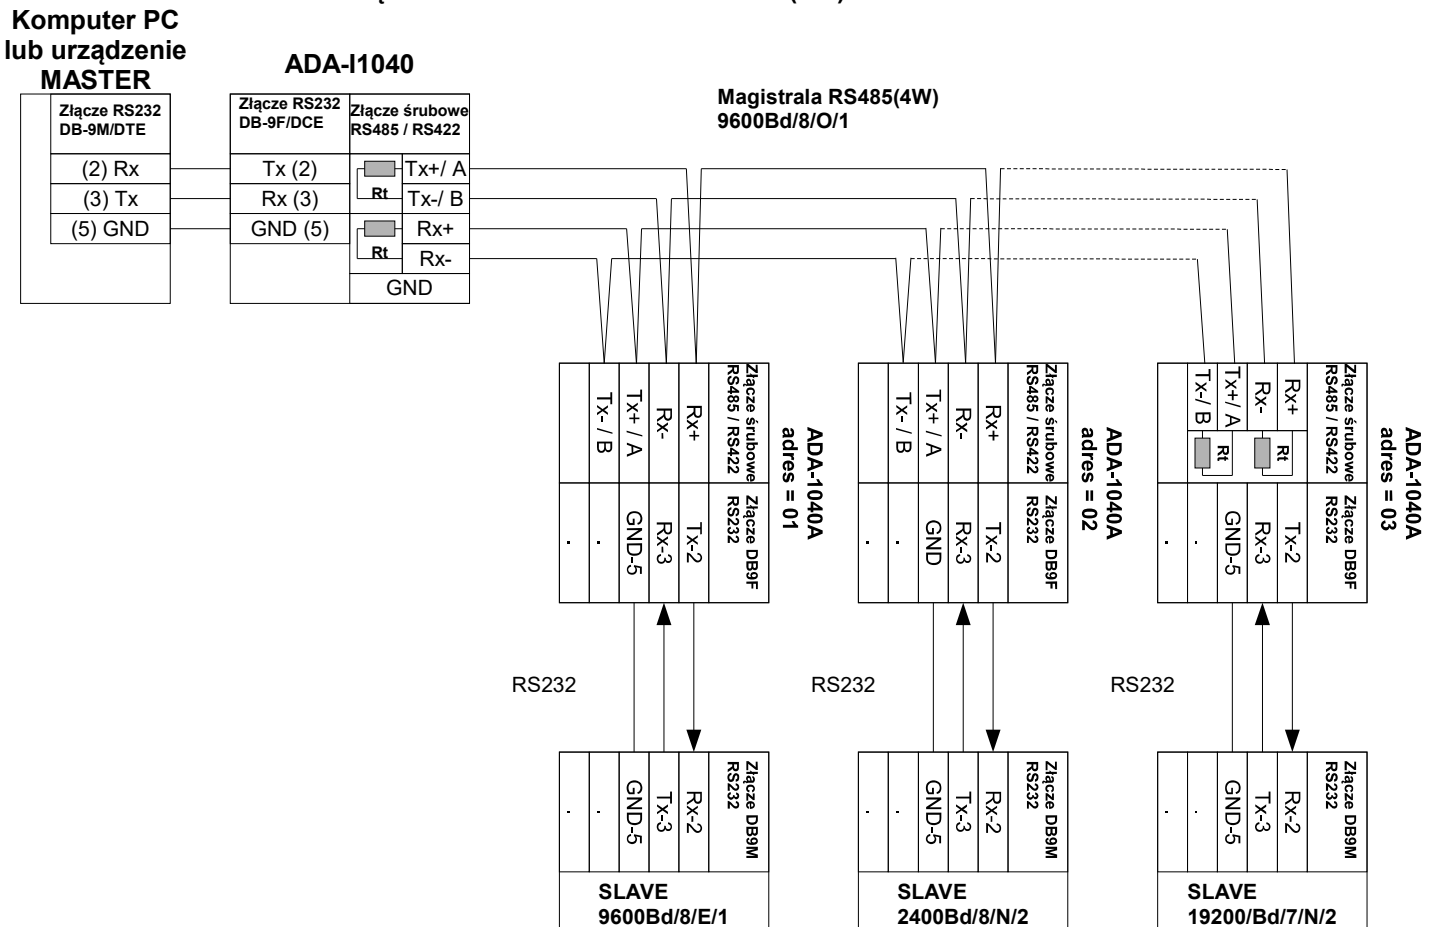 Komputer PC
lub urządzenie
MASTER
ADA-I1040
Złącze RS232
DB-9M/DTE
(2) Rx
(3) Tx
(5) GND
Złącze RS232
DB-9F/DCE
Tx (2)
Rx (3)
GND (5)
Złącze śrubowe
RS485 / RS422
Rt
Tx+/ A
Tx-/ B
Rt
Rx+
Rx-
GND
Magistrala RS485(4W)
9600Bd/8/O/1
ADA-1040A
adres = 01
Złącze śrubowe
RS485 / RS422
Rx+
Rx-
Tx+ / A
Tx- / B
Złącze DB9F
RS232
Tx-2
Rx-3
GND-5
.
.
RS232
Złącze DB9M
RS232
Rx-2
Tx-3
GND-5
.
.
SLAVE
9600Bd/8/E/1
ADA-1040A
adres = 02
Złącze śrubowe
RS485 / RS422
Rx+
Rx-
Tx+ / A
Tx- / B
Złącze DB9F
RS232
Tx-2
Rx-3
GND
.
.
RS232
Złącze DB9M
RS232
Rx-2
Tx-3
GND-5
.
.
SLAVE
2400Bd/8/N/2
ADA-1040A
adres = 03
Złącze śrubowe
RS485 / RS422
Rx+
Rx-
Tx+/ A
Tx-/ B
Rt
Rt
Złącze DB9F
RS232
Tx-2
Rx-3
GND-5
.
.
RS232
Złącze DB9M
RS232
Rx-2
Tx-3
GND-5
.
.
SLAVE
19200/Bd/7/N/2